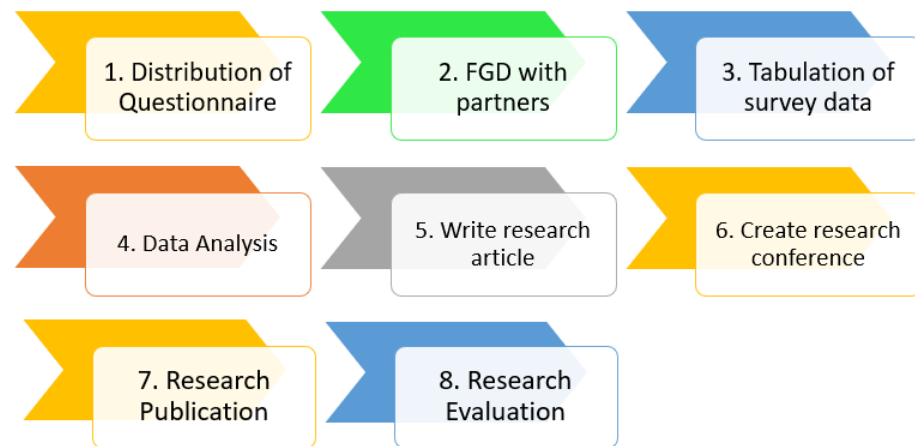 1. Distribution of
Questionnaire
2. FGD with
partners
3. Tabulation of
survey data
4. Data Analysis
5. Write research
article
6. Create research
conference
7. Research
Publication
8. Research
Evaluation